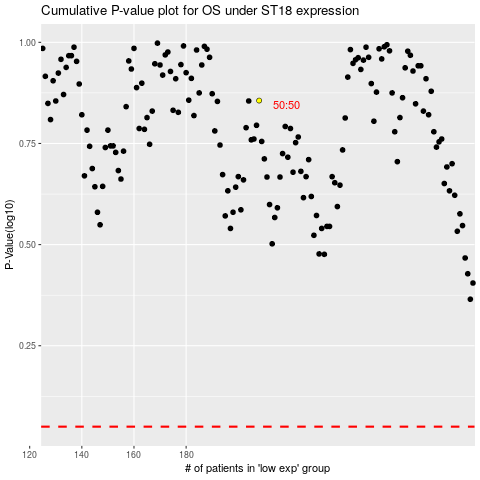 Cumulative P-value plot for OS under ST18 expression
P-Value(log10)
1.00
0.75
0.50
0.25
50:50
120 140 160 180
# of patients in 'low exp' group